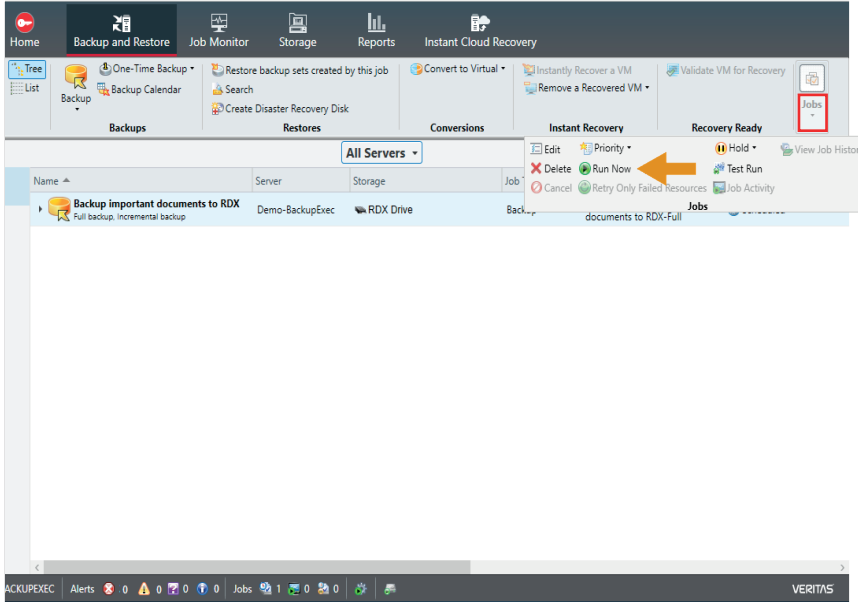 Home Backup and Restore Job Monitor Storage Reports Instant Cloud Recovery
Tree
List
Backup
One-Time Backup
Backup Calendar
Backups
Restore backup sets created by this job
Search
Create Disaster Recovery Disk
Restores
Convert to Virtual
Conversions
Instantly Recover a VM
Remove a Recovered VM
Instant Recovery
Validate VM for Recovery
Recovery Ready
Jobs
All Servers
Edit Priority Hold View Job Histor
Delete Run Now Test Run
Cancel Retry Only Failed Resources Job Activity
Jobs
Name Server Storage Job
Backup important documents to RDX
Full backup, Incremental backup
Demo-BackupExec RDX Drive Backup
documents to RDX-Full
Scheduled
ACKUPEXEC Alerts 0 0 0 0 Jobs 1 0 0 VERITAS